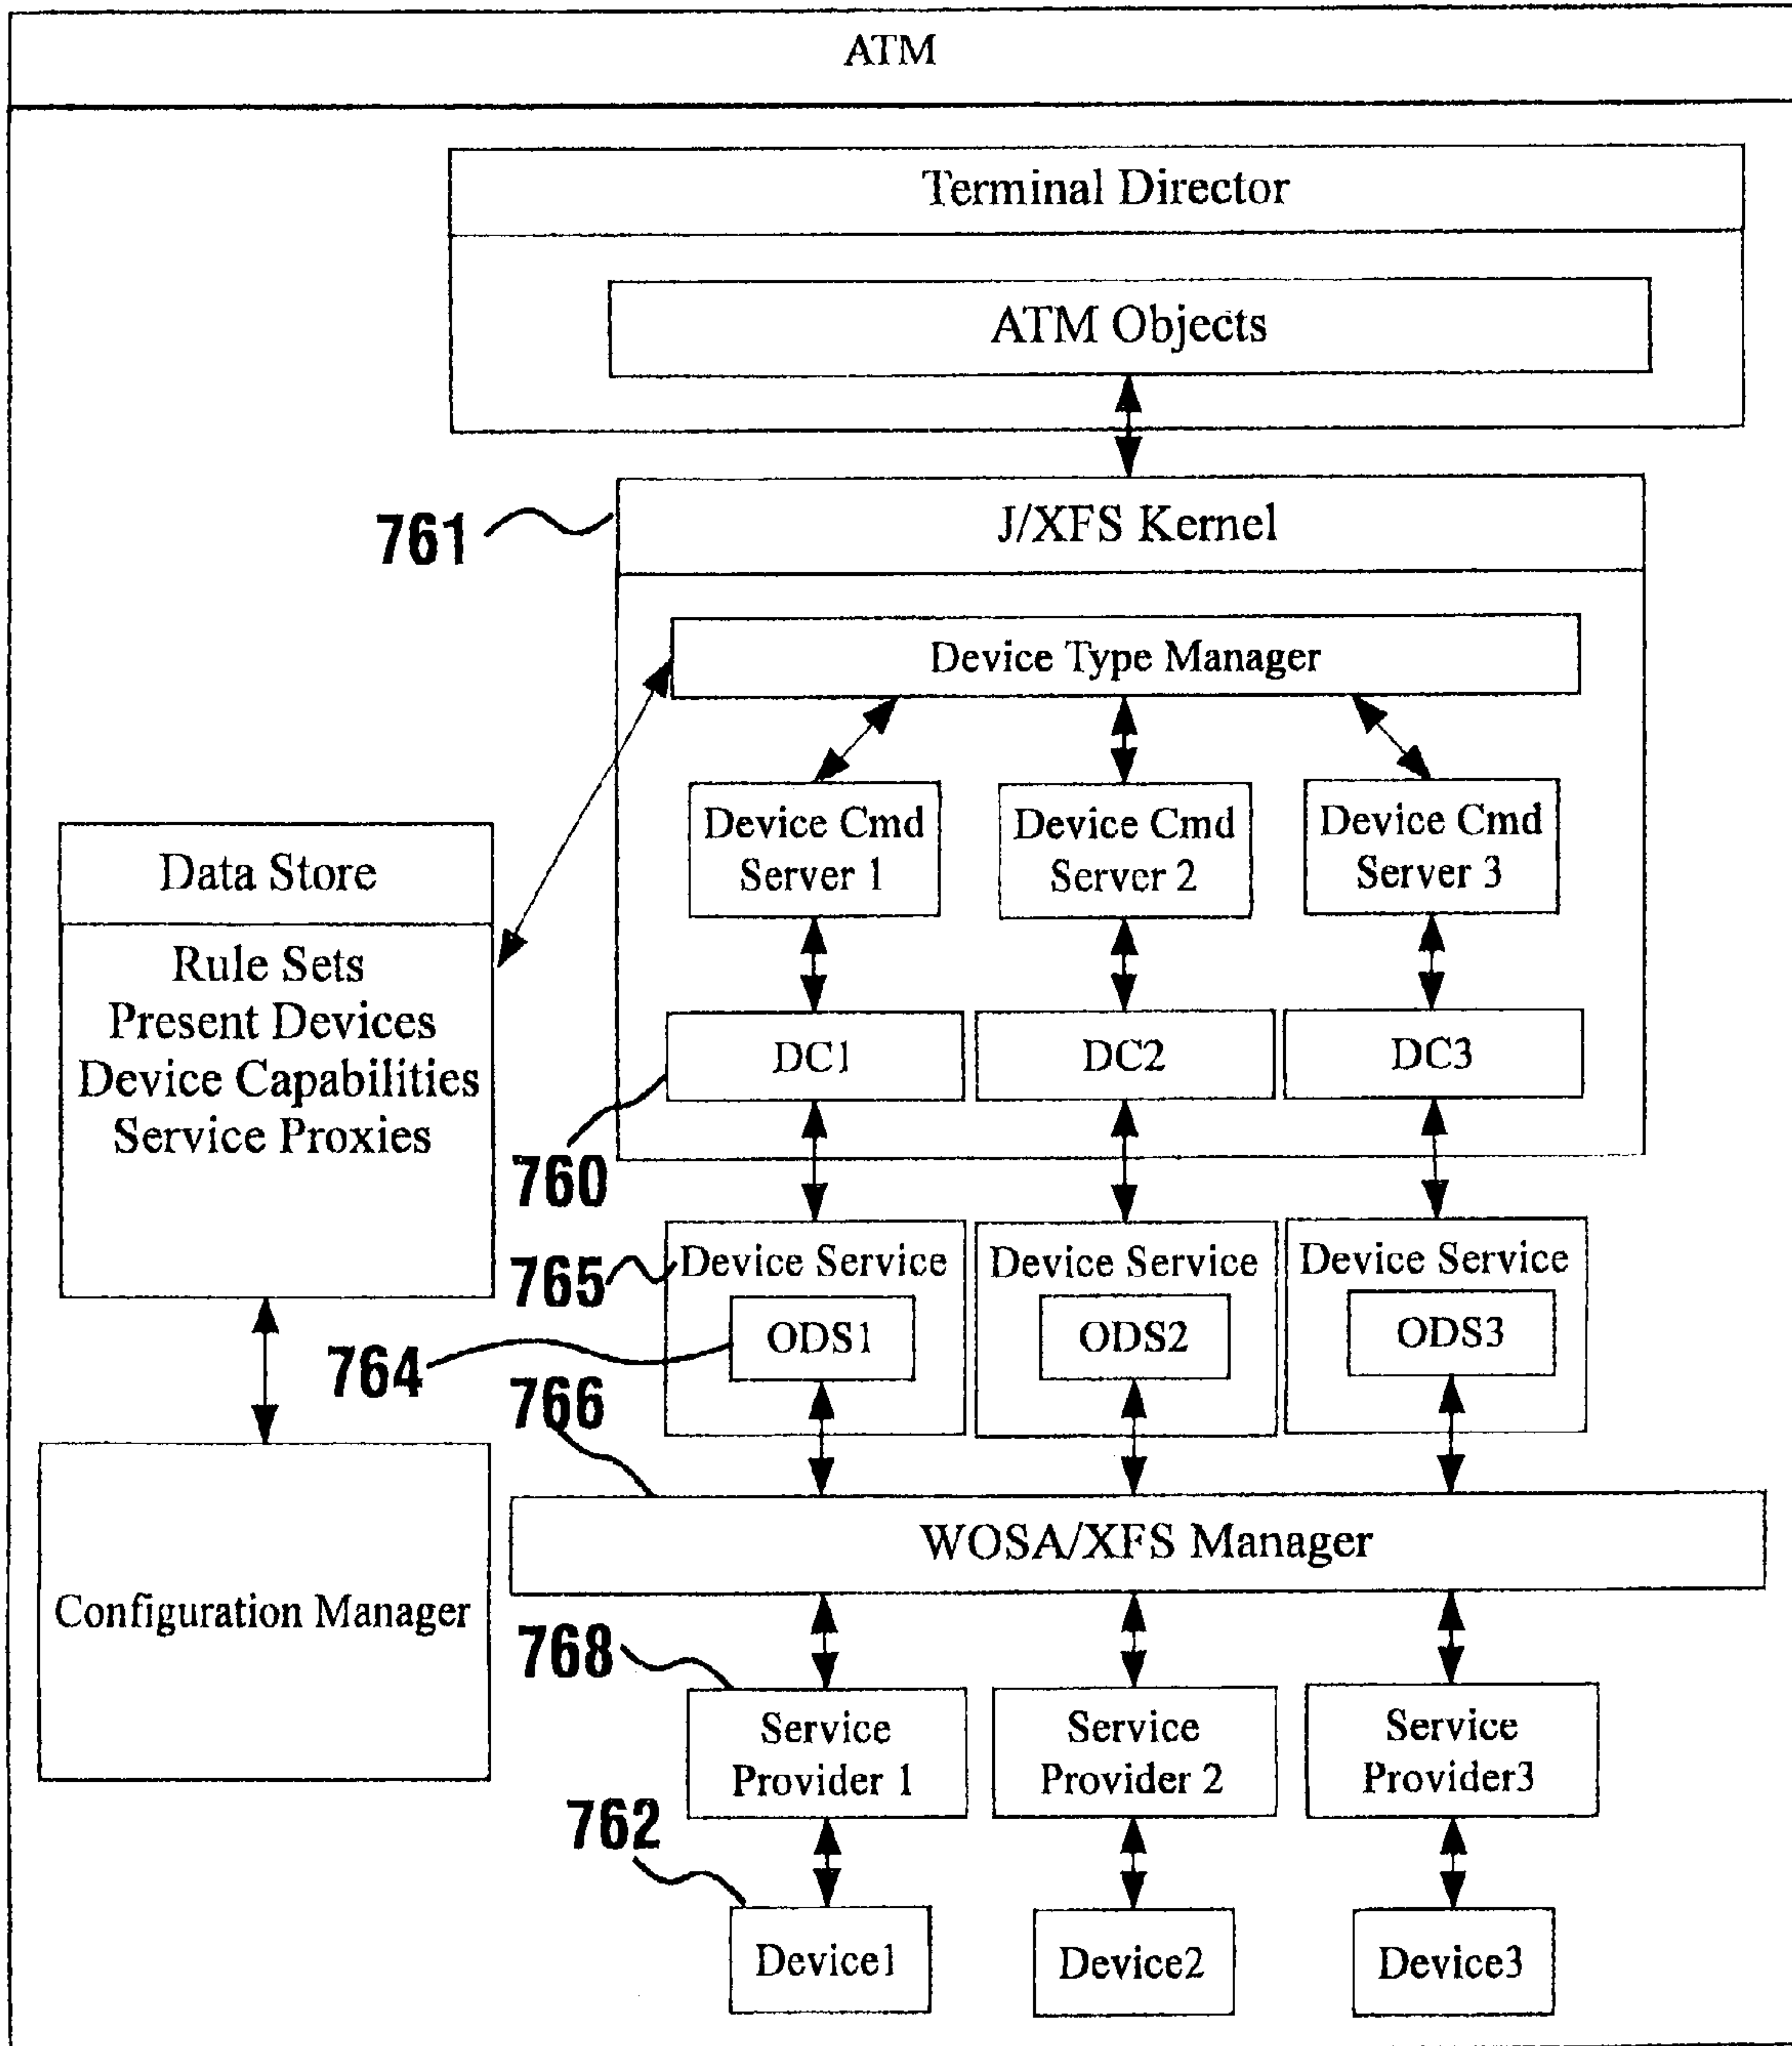 ATM
Terminal Director
ATM Objects
761
J/XFS Kernel
Device Type Manager
Device Cmd
Server 1
Device Cmd
Server 2
Device Cmd
Server 3
Data Store
Rule Sets
Present Devices
Device Capabilities
Service Proxies
DC1
DC2
DC3
760
765
Device Service
ODS1
Device Service
ODS2
Device Service
ODS3
764
766
WOSA/XFS Manager
Configuration Manager
768
Service
Provider 1
Service
Provider 2
Service
Provider3
762
Device1
Device2
Device3